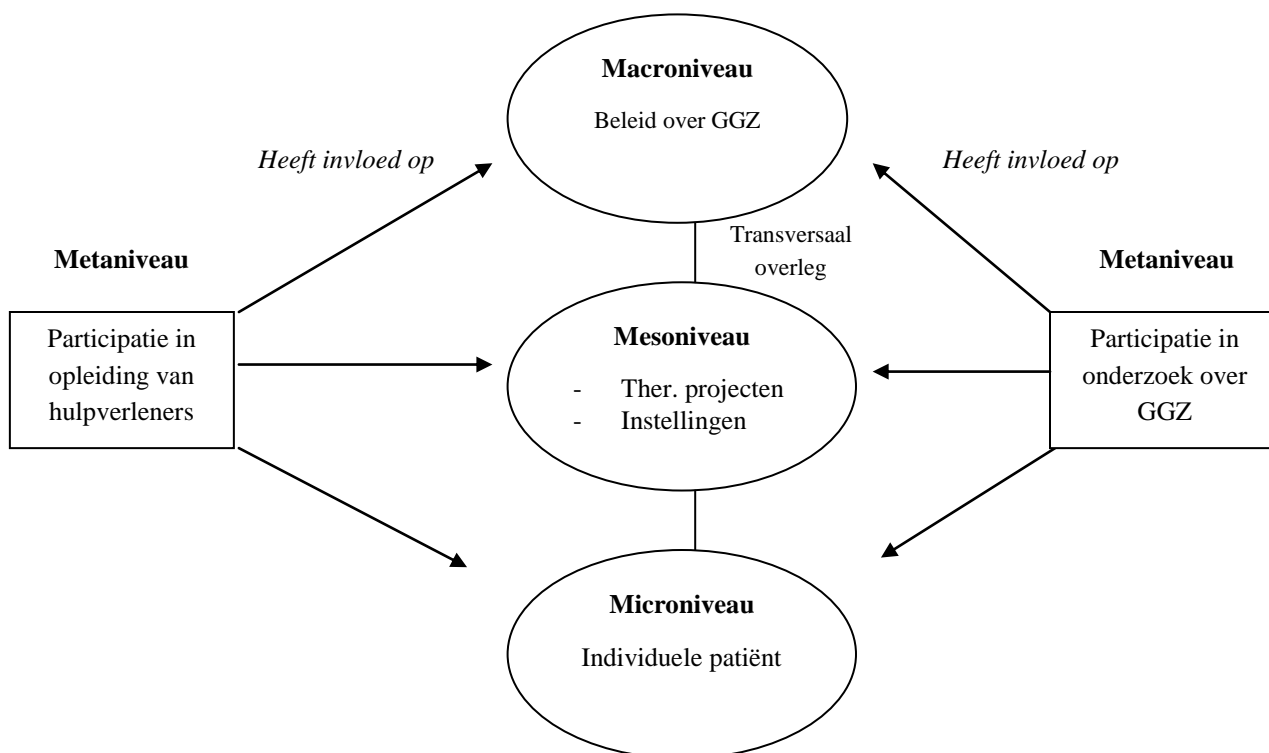 Macroniveau
Beleid over GGZ
Heeft invloed op
Heeft invloed op
Transversaal
overleg
Metaniveau
Metaniveau
Participatie in
opleiding van
hulpverleners
Mesoniveau
- Ther. projecten
- Instellingen
Participatie in
onderzoek over
GGZ
Microniveau
Individuele patiënt